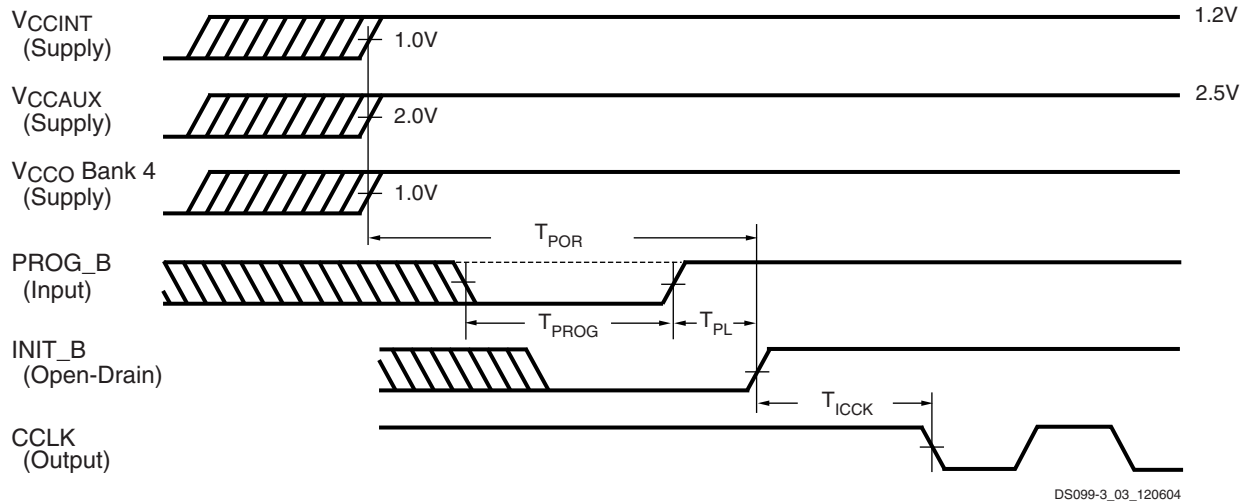 VCCINT
(Supply)
1.0V
1.2V
VCCAUX
(Supply)
2.0V
2.5V
VCCO Bank 4
(Supply)
1.0V
TPOR
PROG_B
(Input)
TPROG
TPL
INIT_B
(Open-Drain)
TICCK
CCLK
(Output)
DS099-3_03_120604